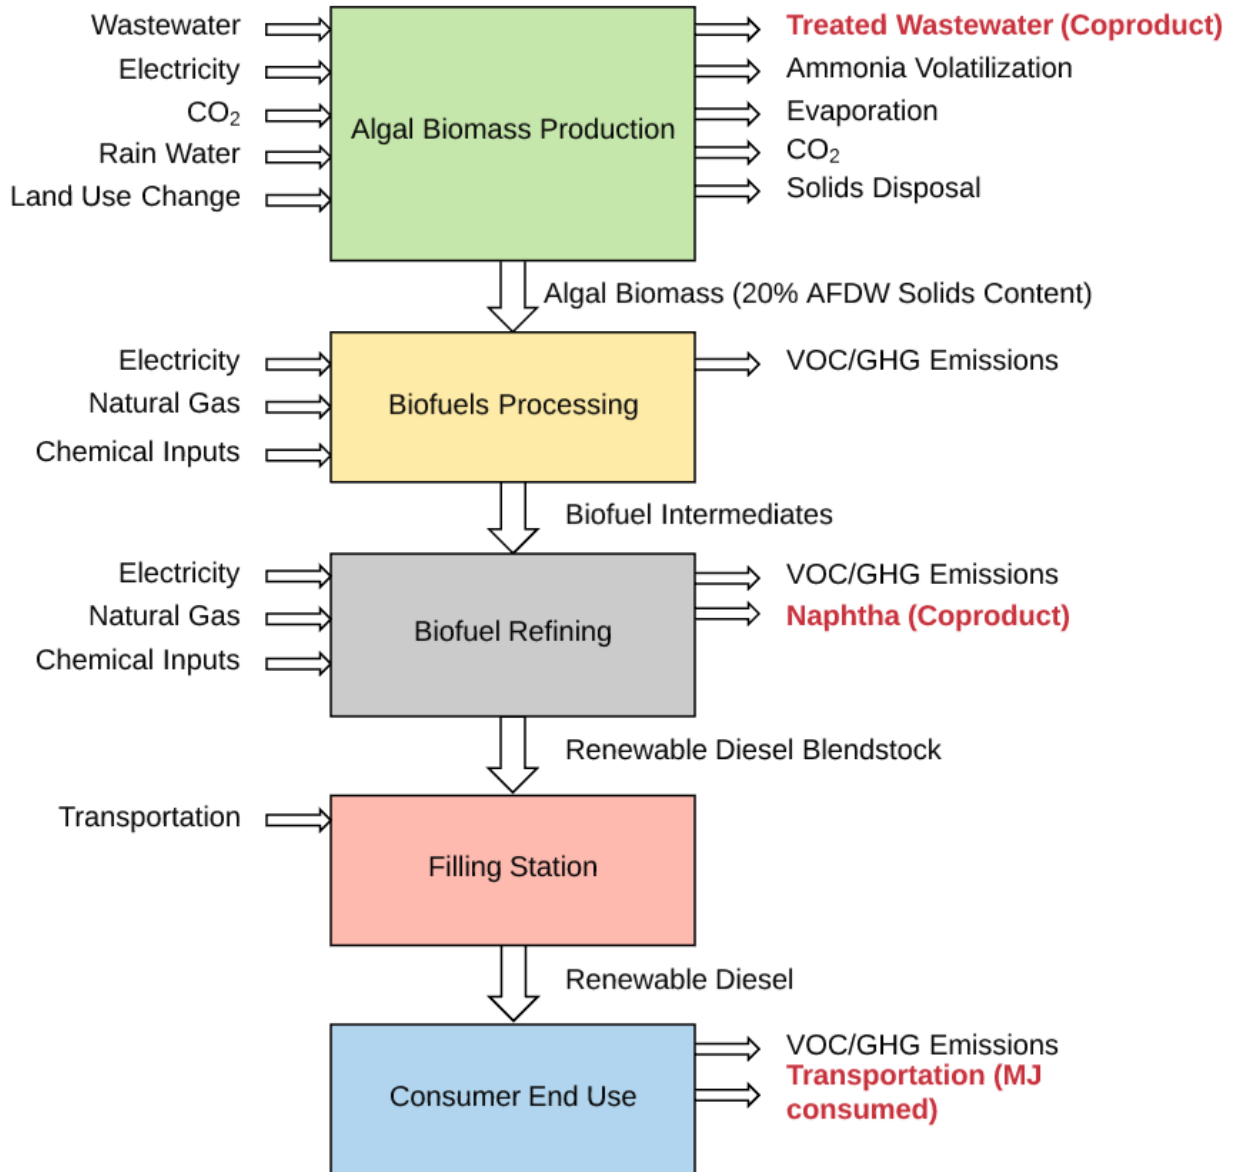 Wastewater
Electricity
CO₂
Rain Water
Land Use Change
Algal Biomass Production
Treated Wastewater (Coproduct)
Ammonia Volatilization
Evaporation
CO₂
Solids Disposal
Algal Biomass (20% AFDW Solids Content)
Electricity
Natural Gas
Chemical Inputs
Biofuels Processing
VOC/GHG Emissions
Biofuel Intermediates
Electricity
Natural Gas
Chemical Inputs
Biofuel Refining
VOC/GHG Emissions
Naphtha (Coproduct)
Renewable Diesel Blendstock
Transportation
Filling Station
Renewable Diesel
Consumer End Use
VOC/GHG Emissions
Transportation (MJ
consumed)